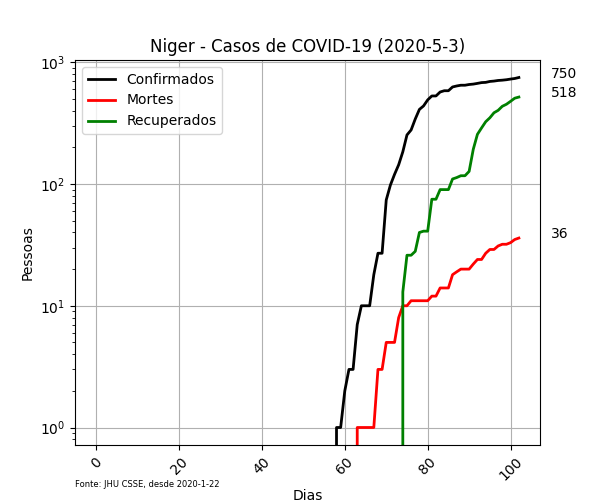 Niger - Casos de COVID-19 (2020-5-3)
Confirmados
Mortes
Recuperados
10³
10²
10¹
10⁰
Pessoas
750
518
36
0 20 40 60 80 100
Fonte: JHU CSSE, desde 2020-1-22
Dias